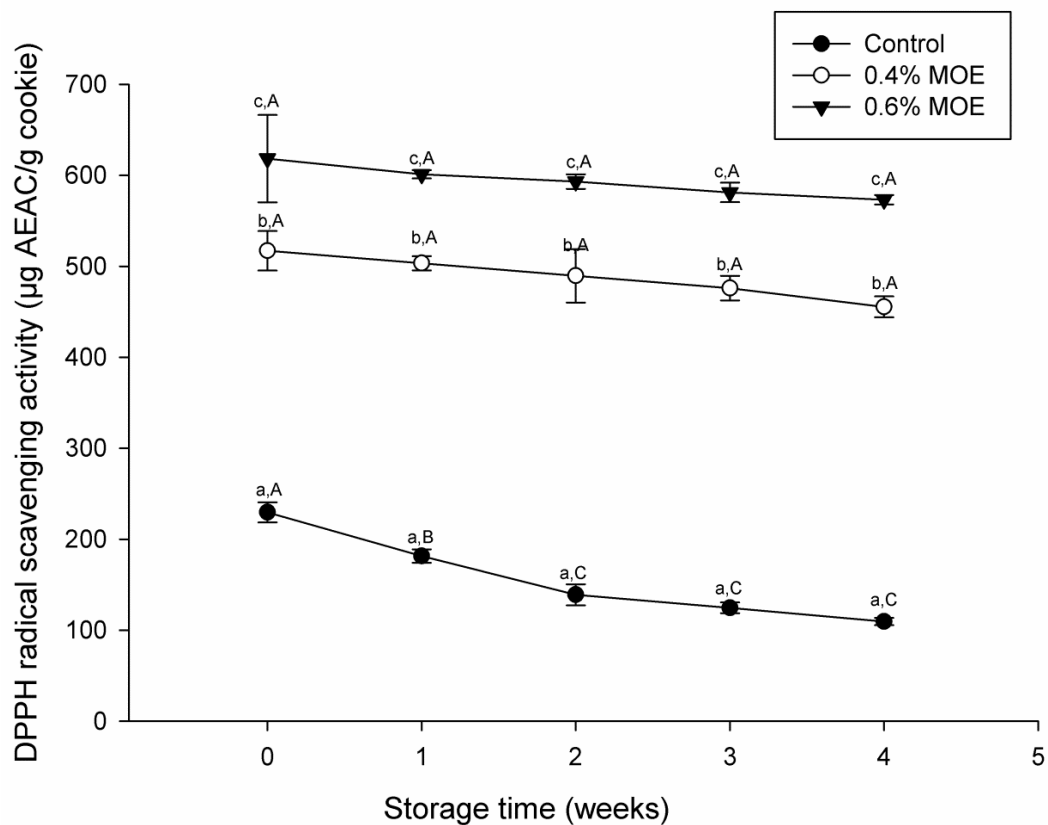 Control
0.4% MOE
0.6% MOE
DPPH radical scavenging activity (µg AEAC/g cookie)
700
600
500
400
300
200
100
0
c,A
c,A
c,A
c,A
c,A
b,A
b,A
b,A
b,A
b,A
a,A
a,B
a,C
a,C
a,C
0
1
2
3
4
5
Storage time (weeks)